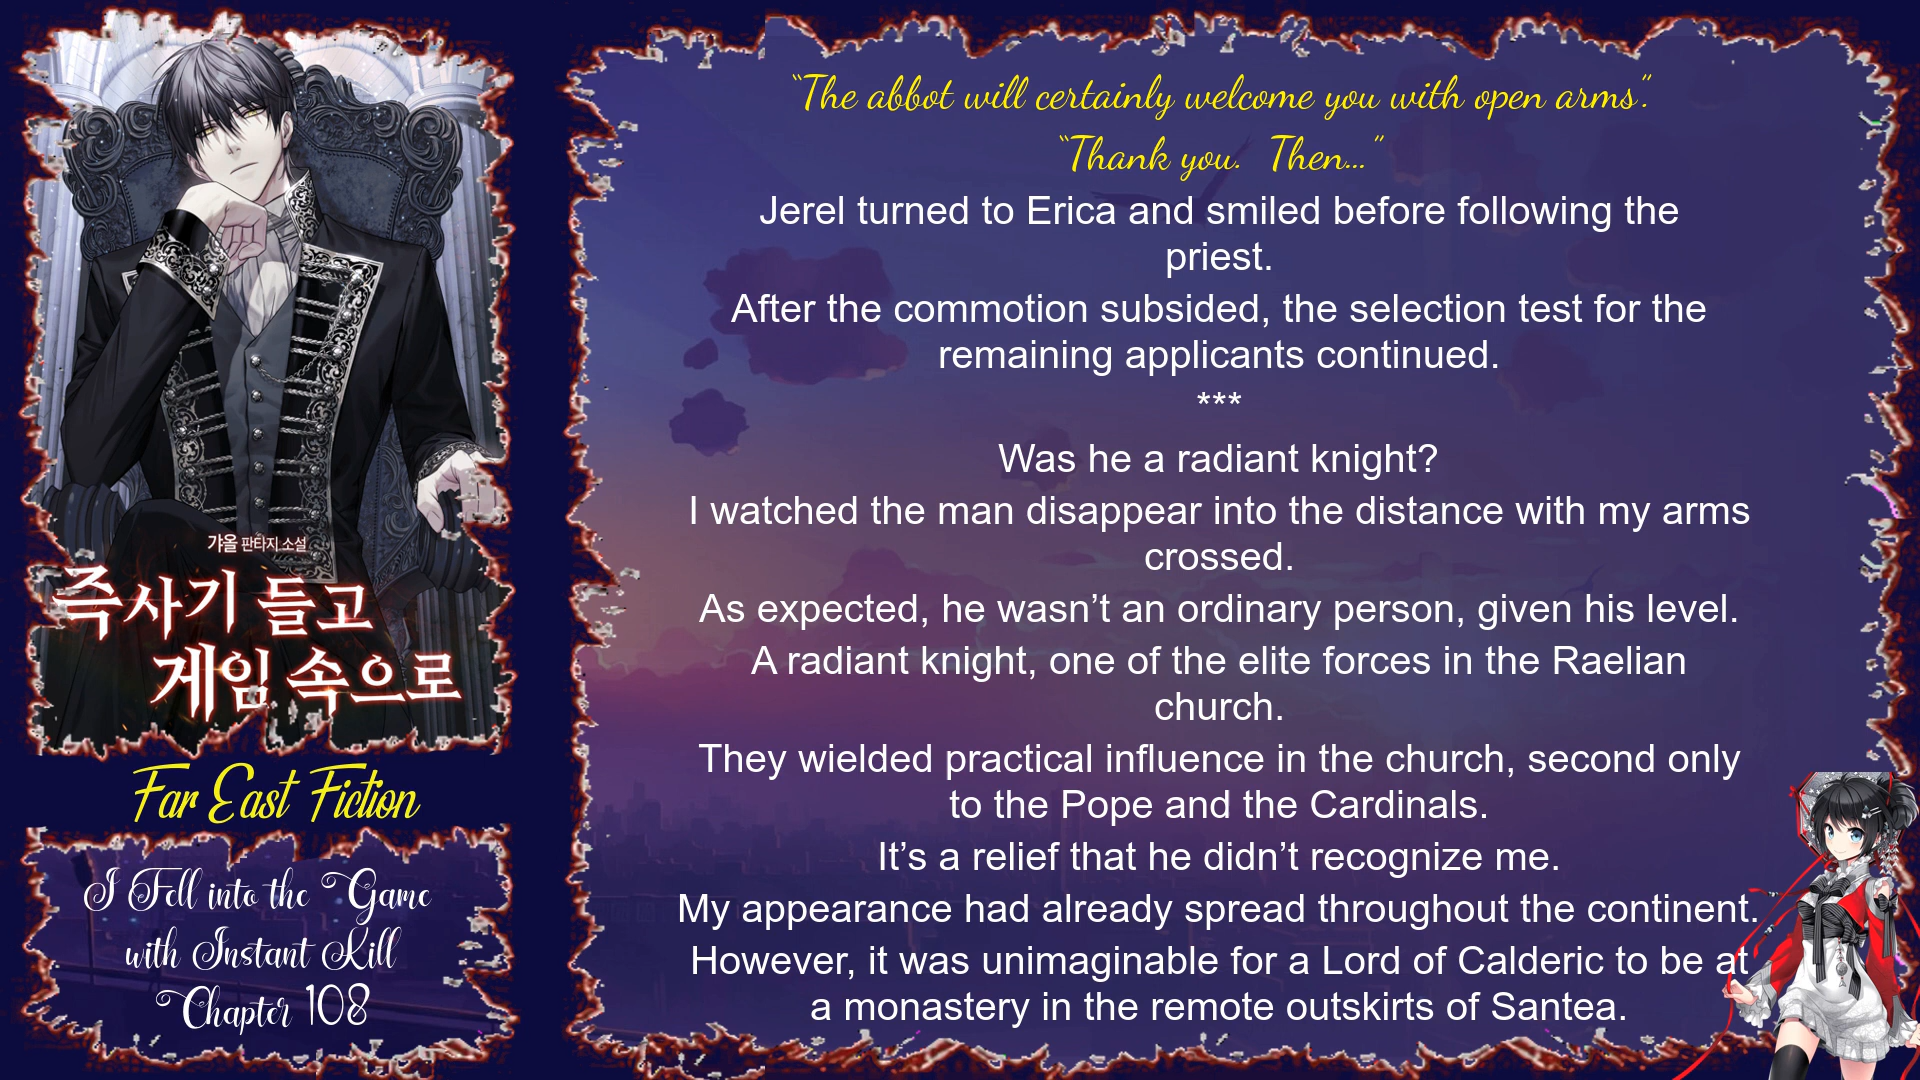 갸올 판타지 소설
즉사기 들고
게임 속으로
Far East Fiction
I Fell into the Game
with Instant Kill
Chapter 108
“The abbot will certainly welcome you with open arms”.
“Thank you.  Then...”
Jerel turned to Erica and smiled before following the
priest.
After the commotion subsided, the selection test for the
remaining applicants continued.
***
Was he a radiant knight?
I watched the man disappear into the distance with my arms
crossed.
As expected, he wasn’t an ordinary person, given his level.
A radiant knight, one of the elite forces in the Raelian
church.
They wielded practical influence in the church, second only
to the Pope and the Cardinals.
It’s a relief that he didn’t recognize me.
My appearance had already spread throughout the continent.
However, it was unimaginable for a Lord of Calderic to be at
a monastery in the remote outskirts of Santea.